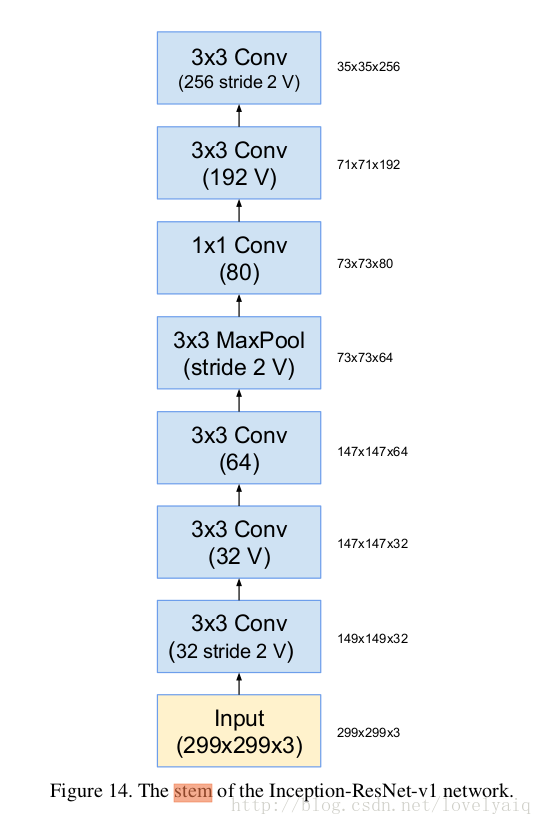 3x3 Conv
(256 stride 2 V)
35x35x256
3x3 Conv
(192 V)
71x71x192
1x1 Conv
(80)
73x73x80
3x3 MaxPool
(stride 2 V)
73x73x64
3x3 Conv
(64)
147x147x64
3x3 Conv
(32 V)
147x147x32
3x3 Conv
(32 stride 2 V)
149x149x32
Input
(299x299x3)
299x299x3
Figure 14. The stem of the Inception-ResNet-v1 network.
http://blog.csdn.net/lovelyaiq